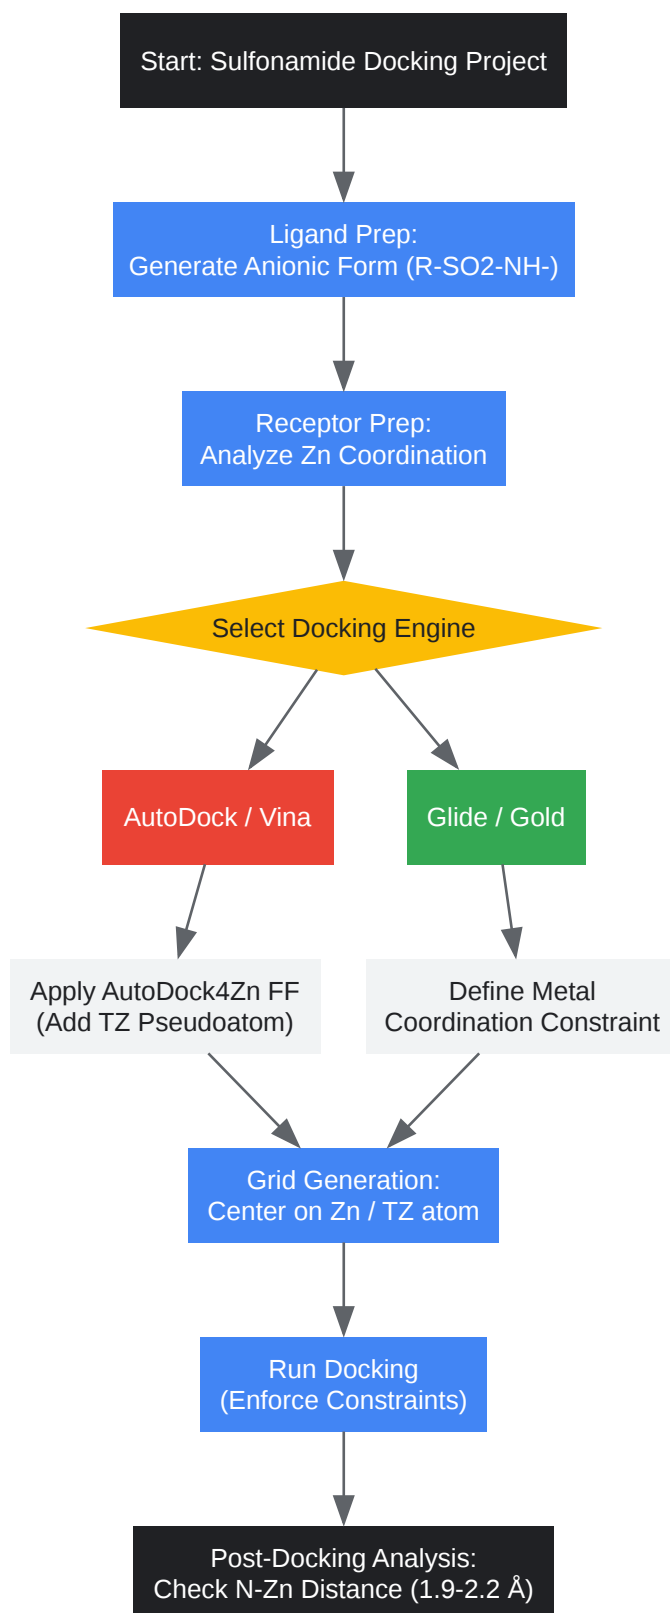 Start: Sulfonamide Docking Project
Ligand Prep:
Generate Anionic Form (R-SO2-NH-)
Receptor Prep:
Analyze Zn Coordination
Select Docking Engine
AutoDock / Vina
Glide / Gold
Apply AutoDock4Zn FF
(Add TZ Pseudoatom)
Define Metal
Coordination Constraint
Grid Generation:
Center on Zn / TZ atom
Run Docking
(Enforce Constraints)
Post-Docking Analysis:
Check N-Zn Distance (1.9-2.2 Å)